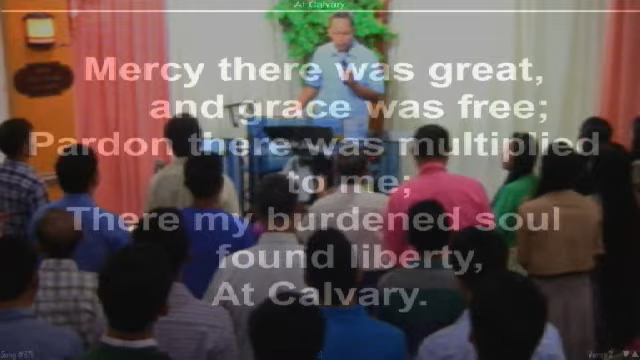 At Calvary
Mercy there was great,
and grace was free;
Pardon there was multiplied
to me;
There my burdened soul
found liberty,
At Calvary.